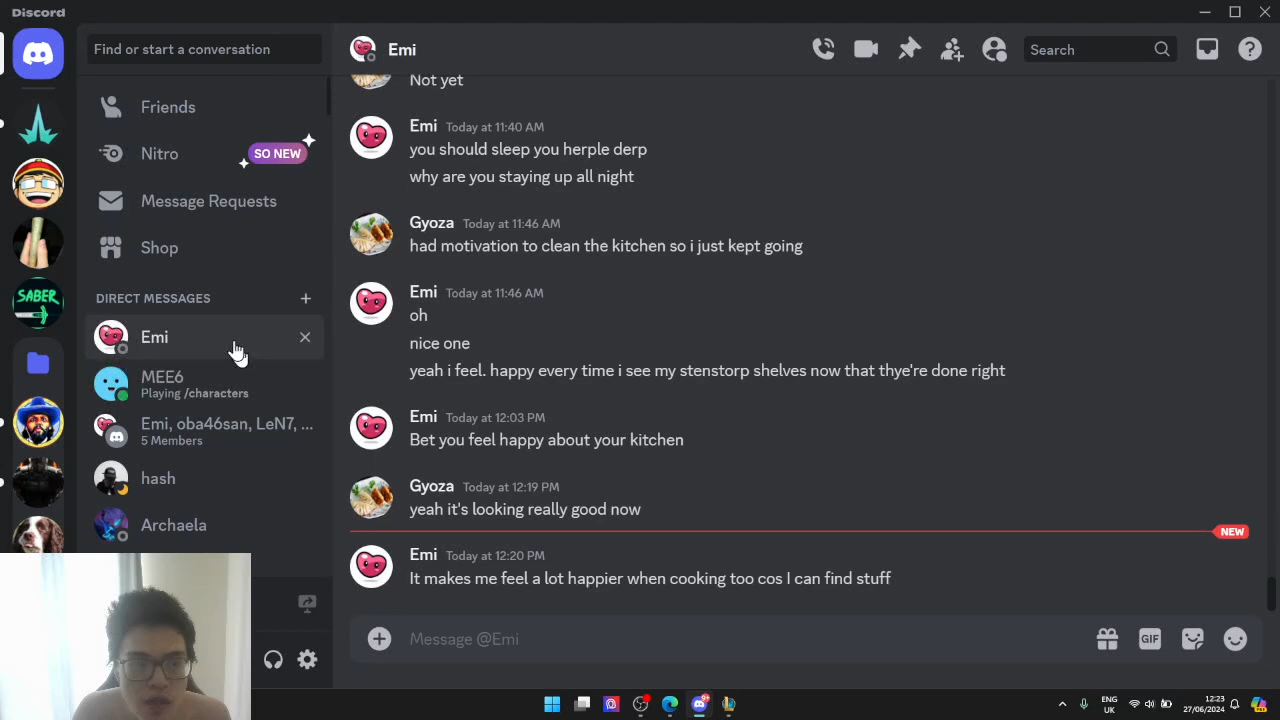 Discord
Find or start a conversation
Friends
Nitro
SO NEW
Message Requests
Shop
DIRECT MESSAGES
Emi
MEE6
Playing /characters
Emi, oba46san, LeN7, ...
5 Members
hash
Archaela
SABER
Emi
Search
Not yet
Emi Today at 11:40 AM
you should sleep you herple derp
why are you staying up all night
Gyoza Today at 11:46 AM
had motivation to clean the kitchen so i just kept going
Emi Today at 11:46 AM
oh
nice one
yeah i feel. happy every time i see my stenstorp shelves now that thye're done right
Emi Today at 12:03 PM
Bet you feel happy about your kitchen
Gyoza Today at 12:19 PM
yeah it's looking really good now
NEW
Emi Today at 12:20 PM
It makes me feel a lot happier when cooking too cos I can find stuff
Message @Emi
GIF
ENG
UK
12:23
27/06/2024